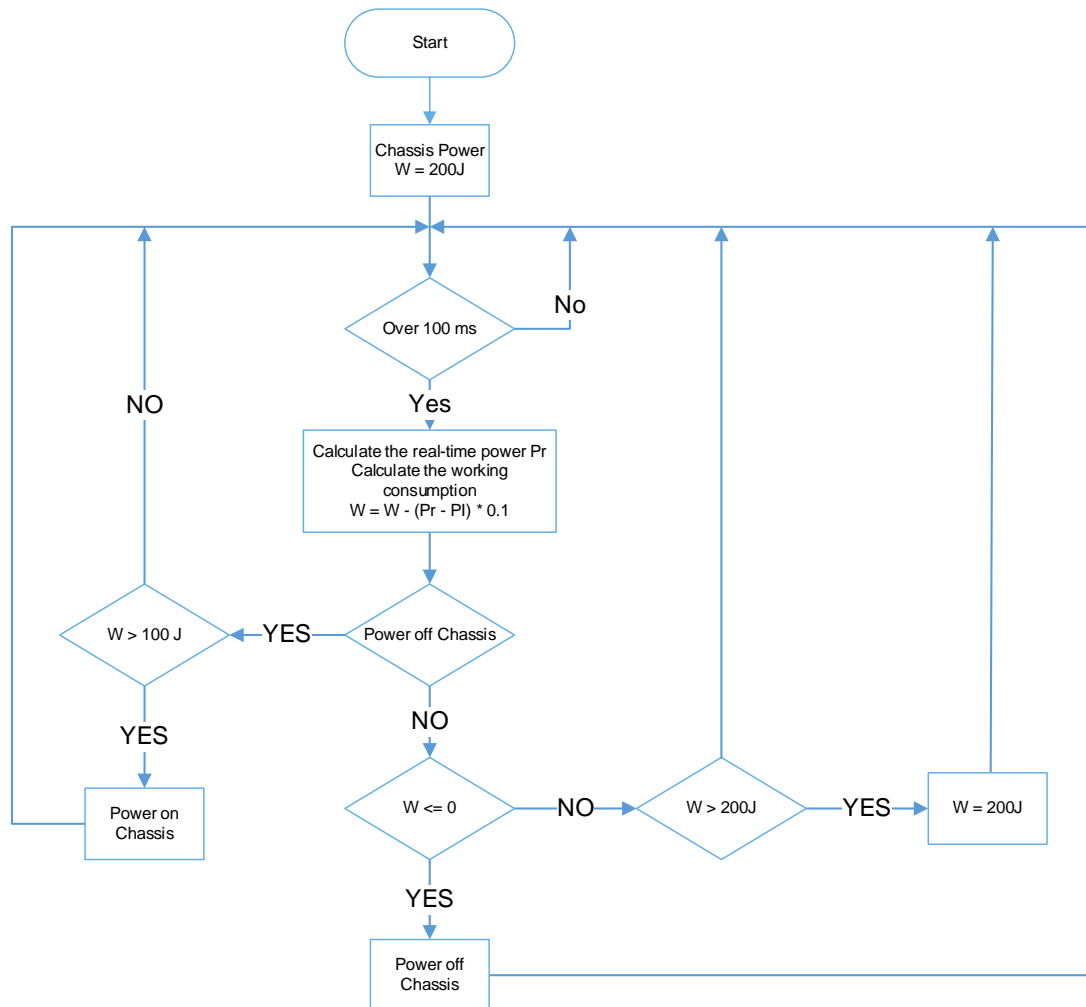 Start
Chassis Power
W = 200J
Over 100 ms
No
Yes
Calculate the real-time power Pr
Calculate the working
consumption
W = W - (Pr - Pl) * 0.1
NO
W > 100 J
YES
Power off Chassis
YES
NO
Power on
Chassis
W <= 0
NO
W > 200J
YES
W = 200J
YES
Power off
Chassis